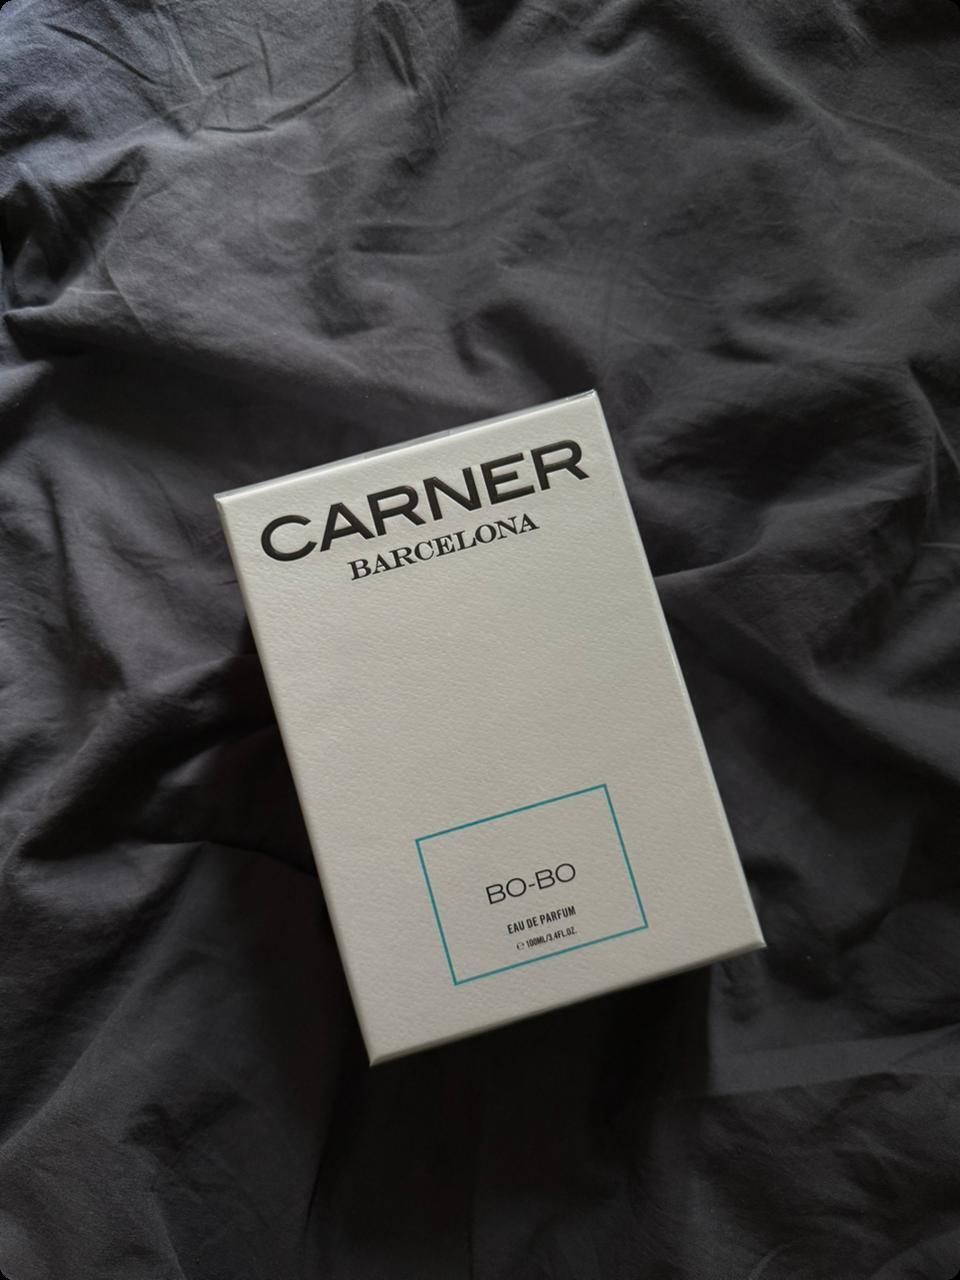 CARNER
BARCELONA
BO-BO
EAU DE PARFUM
℮ 100ML/3.4FL.OZ.